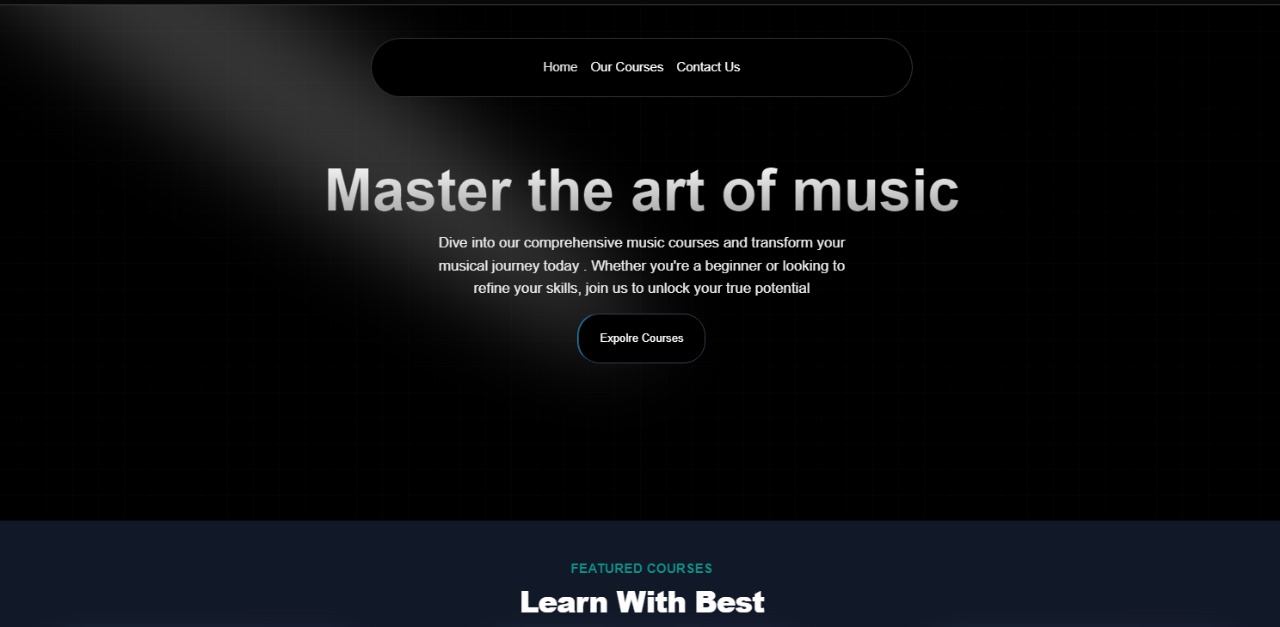 Home Our Courses Contact Us
Master the art of music
Dive into our comprehensive music courses and transform your
musical journey today . Whether you're a beginner or looking to
refine your skills, join us to unlock your true potential
Expolre Courses
FEATURED COURSES
Learn With Best